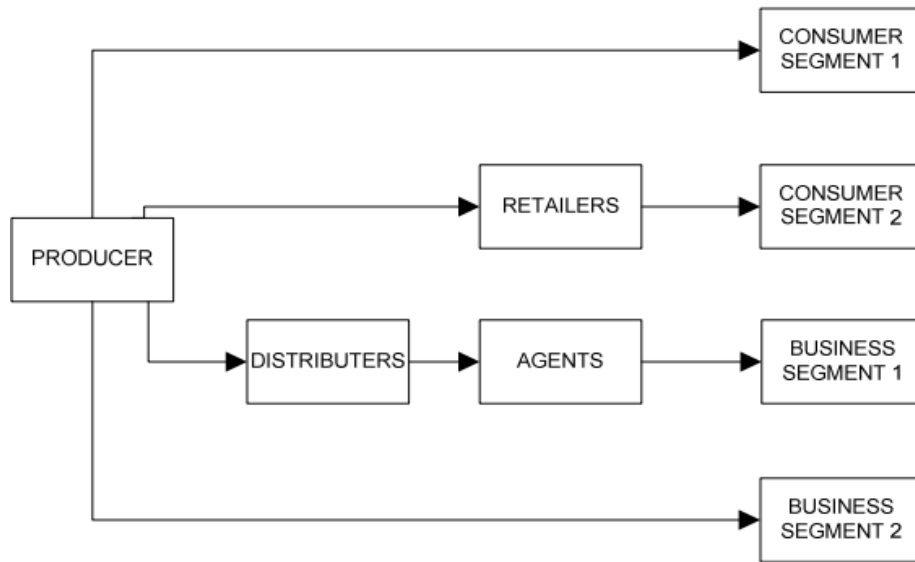 CONSUMER
SEGMENT 1
RETAILERS
CONSUMER
SEGMENT 2
PRODUCER
DISTRIBUTERS
AGENTS
BUSINESS
SEGMENT 1
BUSINESS
SEGMENT 2